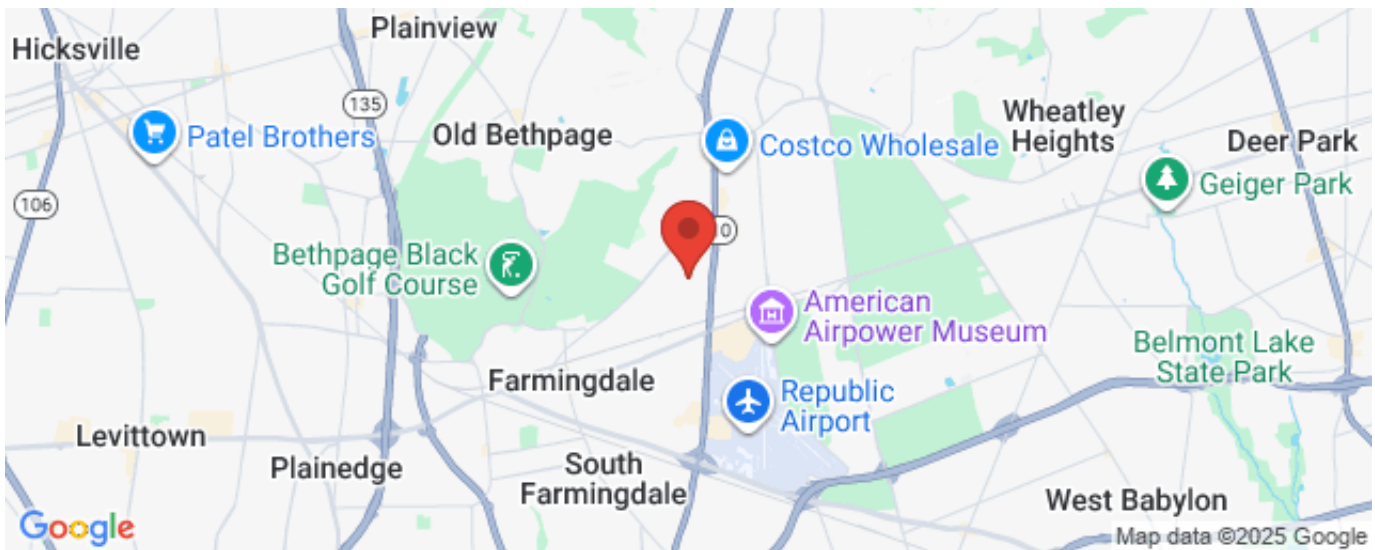 Plainview
Hicksville
135
Wheatley
Heights
Patel Brothers
Old Bethpage
Costco Wholesale
Deer Park
Geiger Park
106
10
Bethpage Black
Golf Course
American
Airpower Museum
Belmont Lake
State Park
Farmingdale
Republic
Airport
Levittown
Plainedge
South
Farmingdale
West Babylon
Google
Map data ©2025 Google